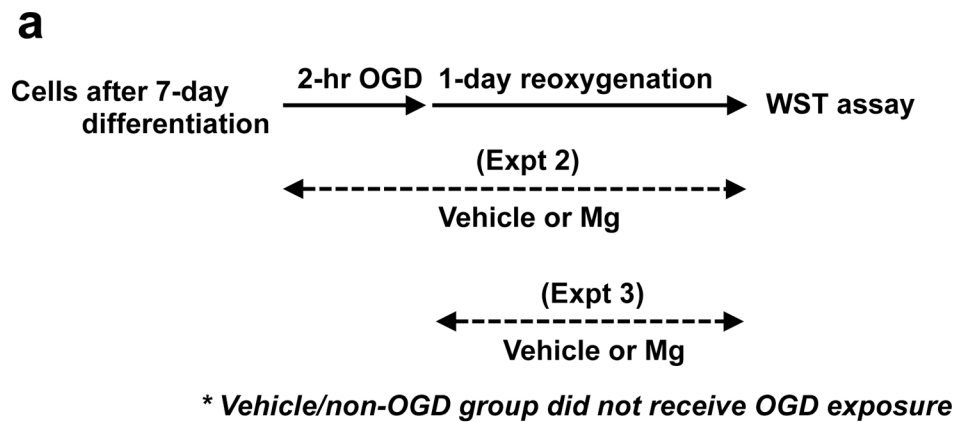 a
2-hr OGD 1-day reoxygenation
Cells after 7-day
differentiation
WST assay
(Expt 2)
Vehicle or Mg
(Expt 3)
Vehicle or Mg
* Vehicle/non-OGD group did not receive OGD exposure